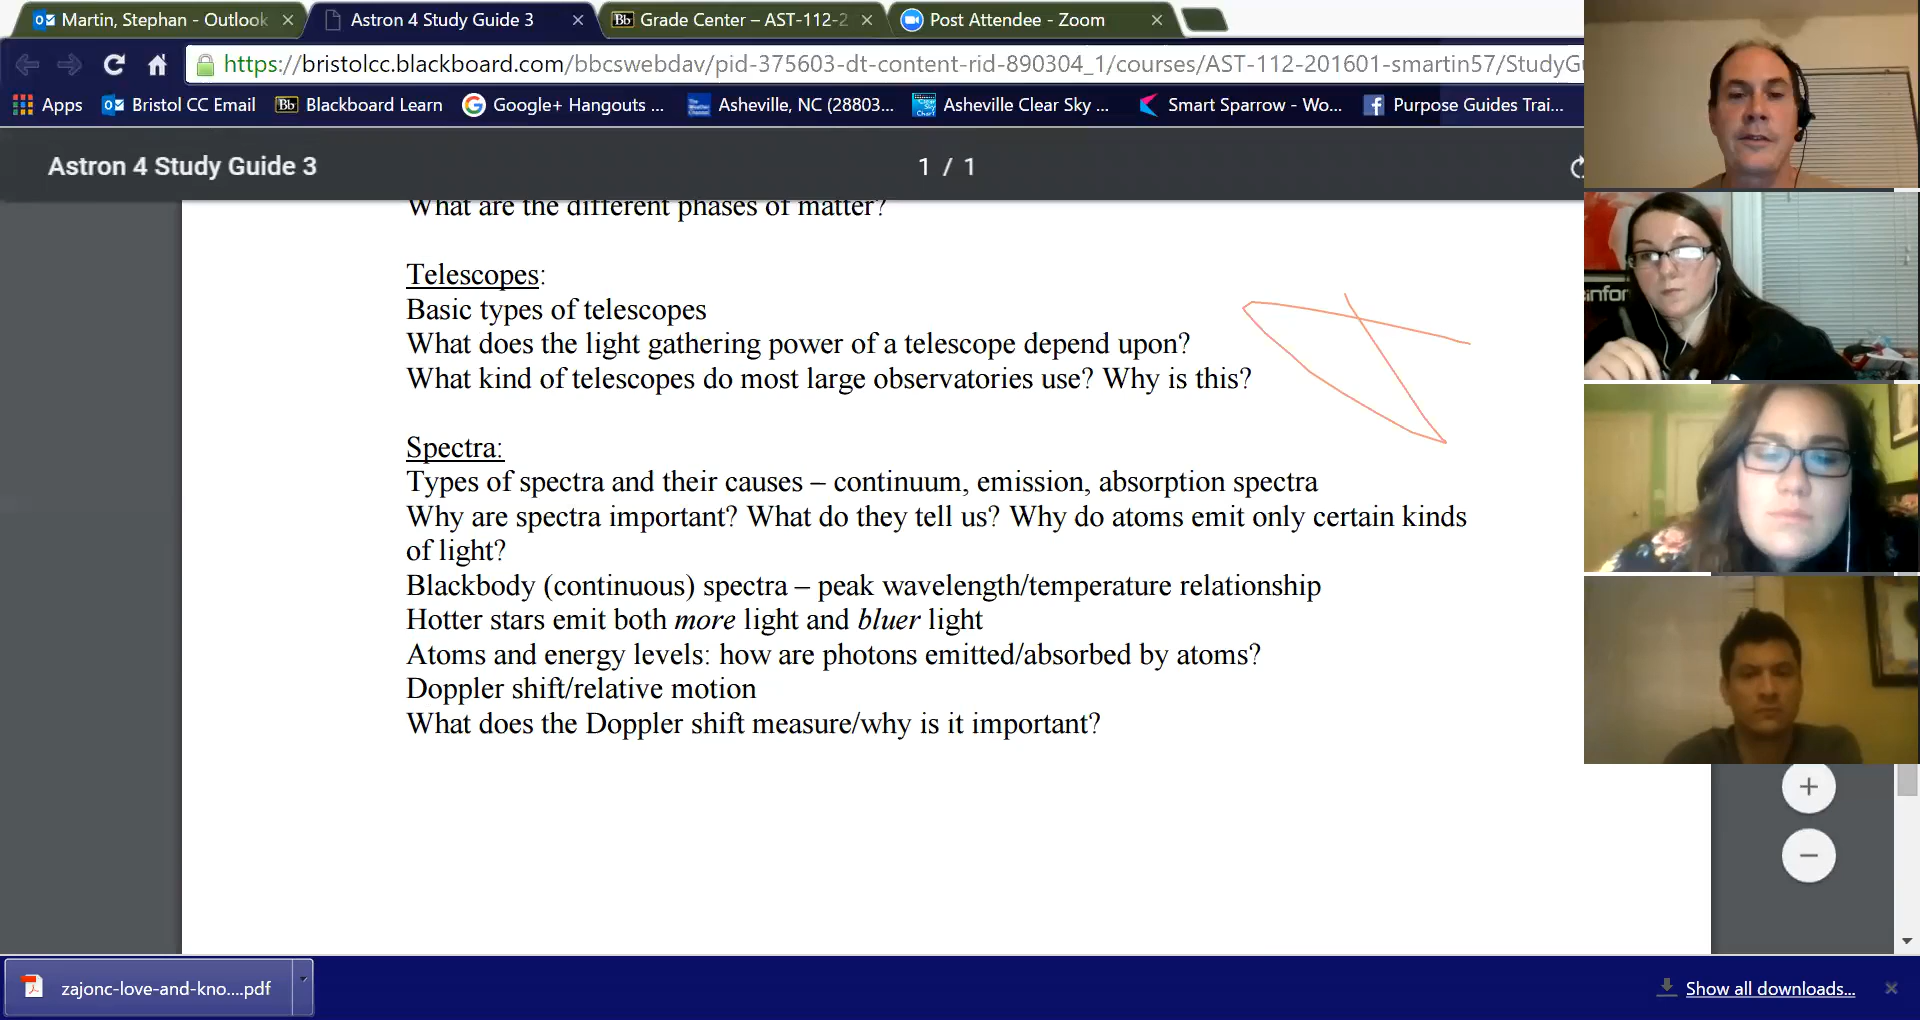 Martin, Stephan - Outlook
Astron 4 Study Guide 3
Bb Grade Center – AST-112-2
Post Attendee - Zoom
https://bristolcc.blackboard.com/bbcswebdav/pid-375603-dt-content-rid-890304_1/courses/AST-112-201601-smartin57/StudyGu
Apps
Bristol CC Email
Bb Blackboard Learn
Google+ Hangouts ...
Asheville, NC (28803...
Asheville Clear Sky ...
Smart Sparrow - Wo...
Purpose Guides Trai...
Astron 4 Study Guide 3
1 / 1
What are the different phases of matter?
Telescopes:
Basic types of telescopes
What does the light gathering power of a telescope depend upon?
What kind of telescopes do most large observatories use? Why is this?
Spectra:
Types of spectra and their causes – continuum, emission, absorption spectra
Why are spectra important? What do they tell us? Why do atoms emit only certain kinds
of light?
Blackbody (continuous) spectra – peak wavelength/temperature relationship
Hotter stars emit both more light and bluer light
Atoms and energy levels: how are photons emitted/absorbed by atoms?
Doppler shift/relative motion
What does the Doppler shift measure/why is it important?
zajonc-love-and-kno....pdf
Show all downloads...